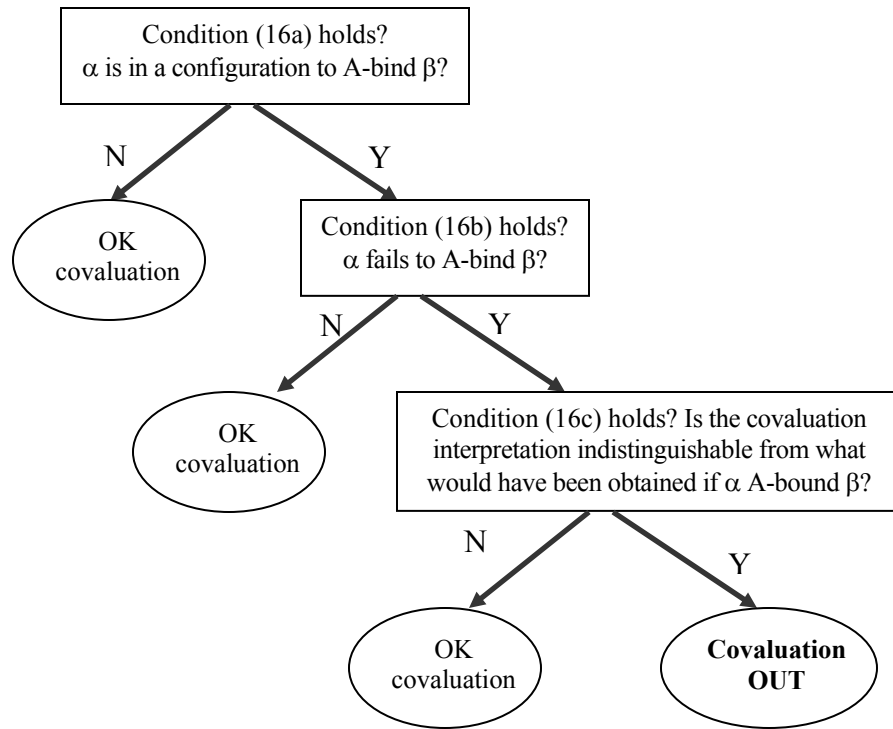 Condition (16a) holds?
α is in a configuration to A-bind β?
N
Y
OK
covaluation
Condition (16b) holds?
α fails to A-bind β?
N
Y
OK
covaluation
Condition (16c) holds? Is the covaluation
interpretation indistinguishable from what
would have been obtained if α A-bound β?
N
Y
OK
covaluation
Covaluation
OUT